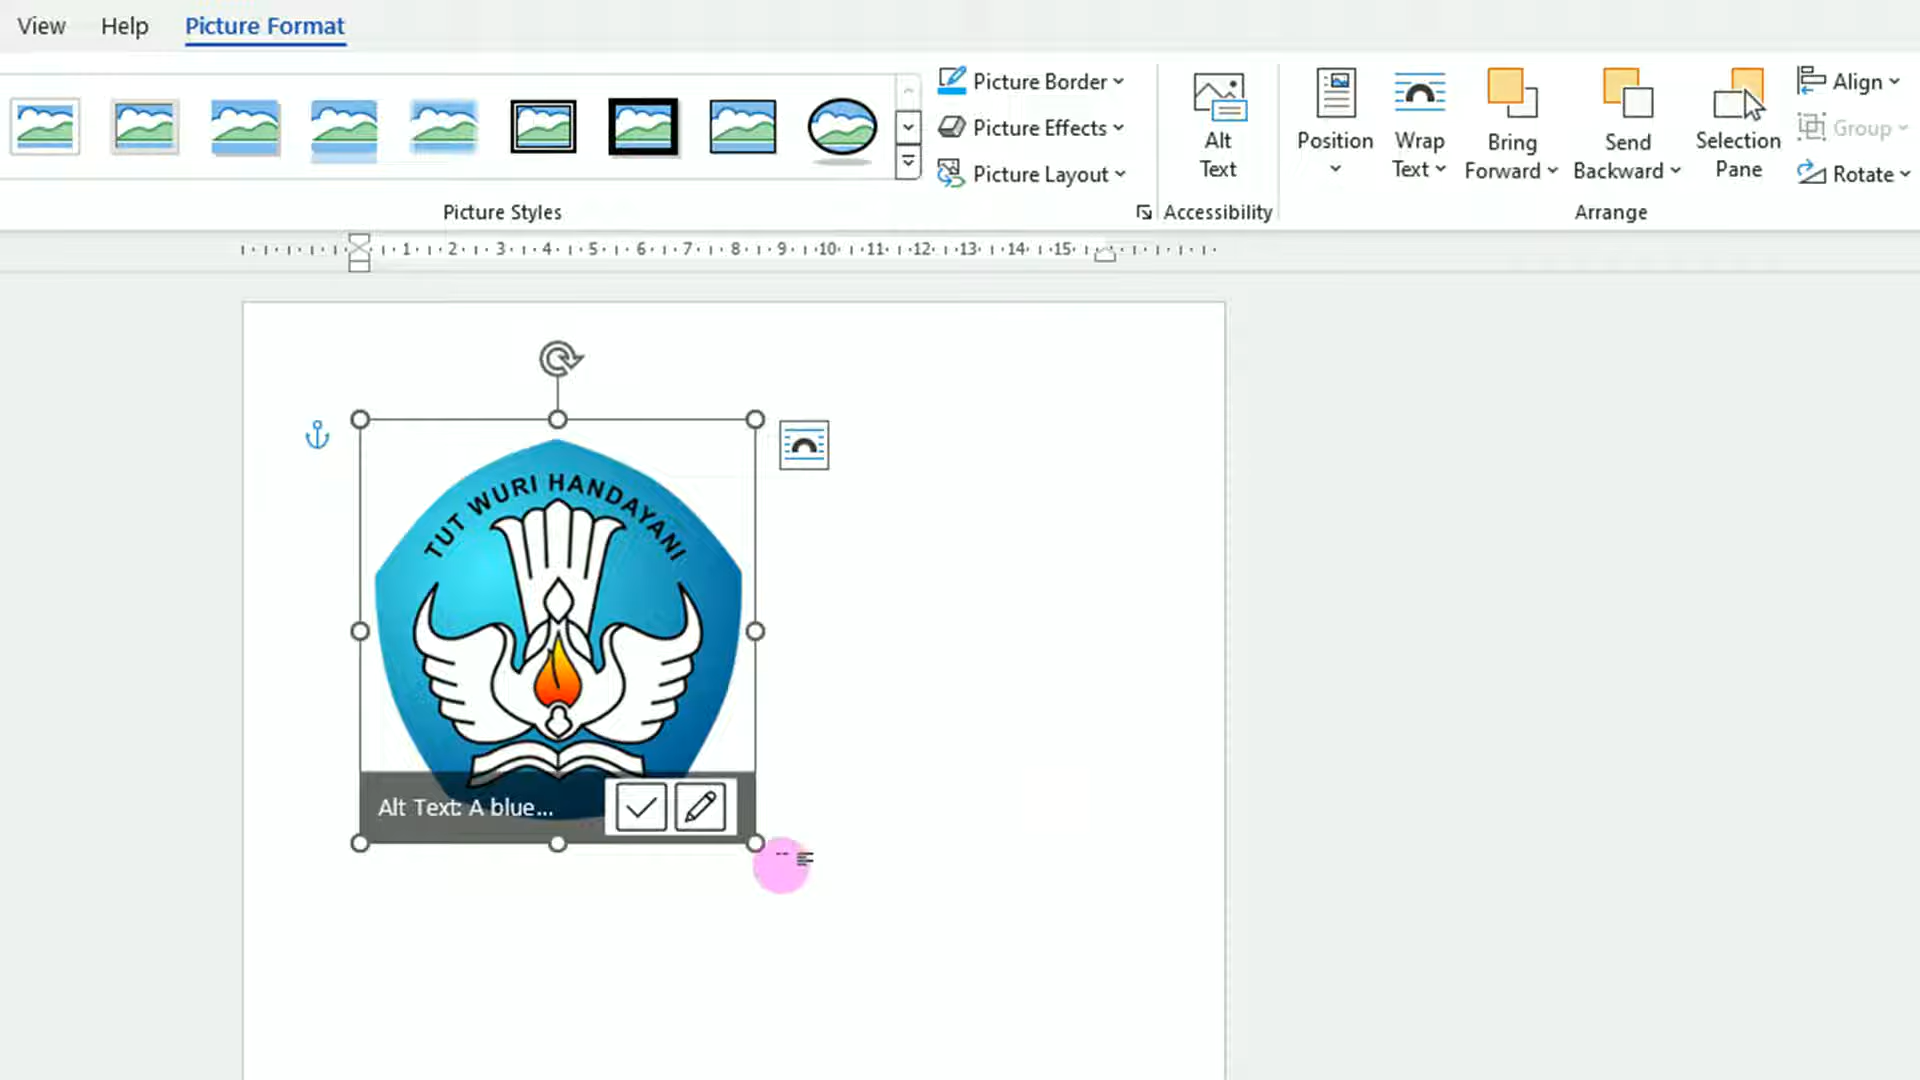 View Help Picture Format
Picture Border
Picture Effects
Picture Layout
Alt Text
Position
Wrap Text
Bring Forward
Send Backward
Selection Pane
Align
Group
Rotate
Picture Styles
Accessibility
Arrange
1 2 3 4 5 6 7 8 9 10 11 12 13 14 15
TUT WURI HANDAYANI
Alt Text: A blue...